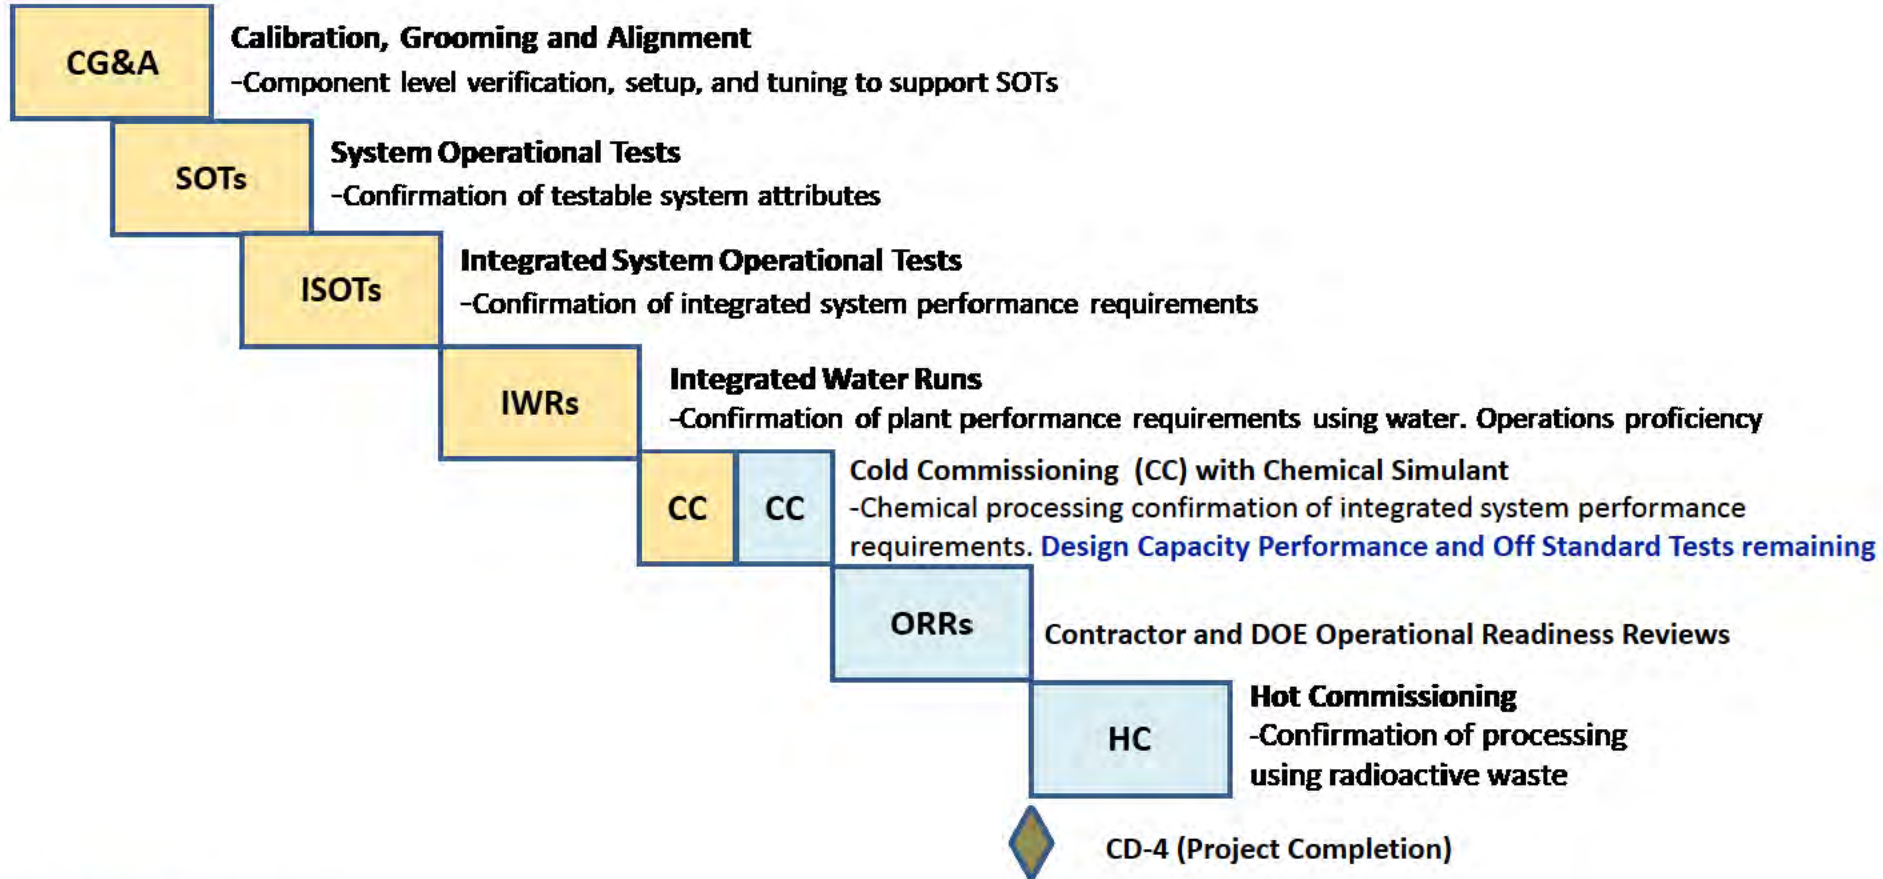 CG&A
Calibration, Grooming and Alignment
-Component level verification, setup, and tuning to support SOTs
SOTs
System Operational Tests
-Confirmation of testable system attributes
ISOTs
Integrated System Operational Tests
-Confirmation of integrated system performance requirements
IWRs
Integrated Water Runs
-Confirmation of plant performance requirements using water. Operations proficiency
CC
CC
Cold Commissioning (CC) with Chemical Simulant
-Chemical processing confirmation of integrated system performance
requirements. Design Capacity Performance and Off Standard Tests remaining
ORRs
Contractor and DOE Operational Readiness Reviews
HC
Hot Commissioning
-Confirmation of processing
using radioactive waste
CD-4 (Project Completion)